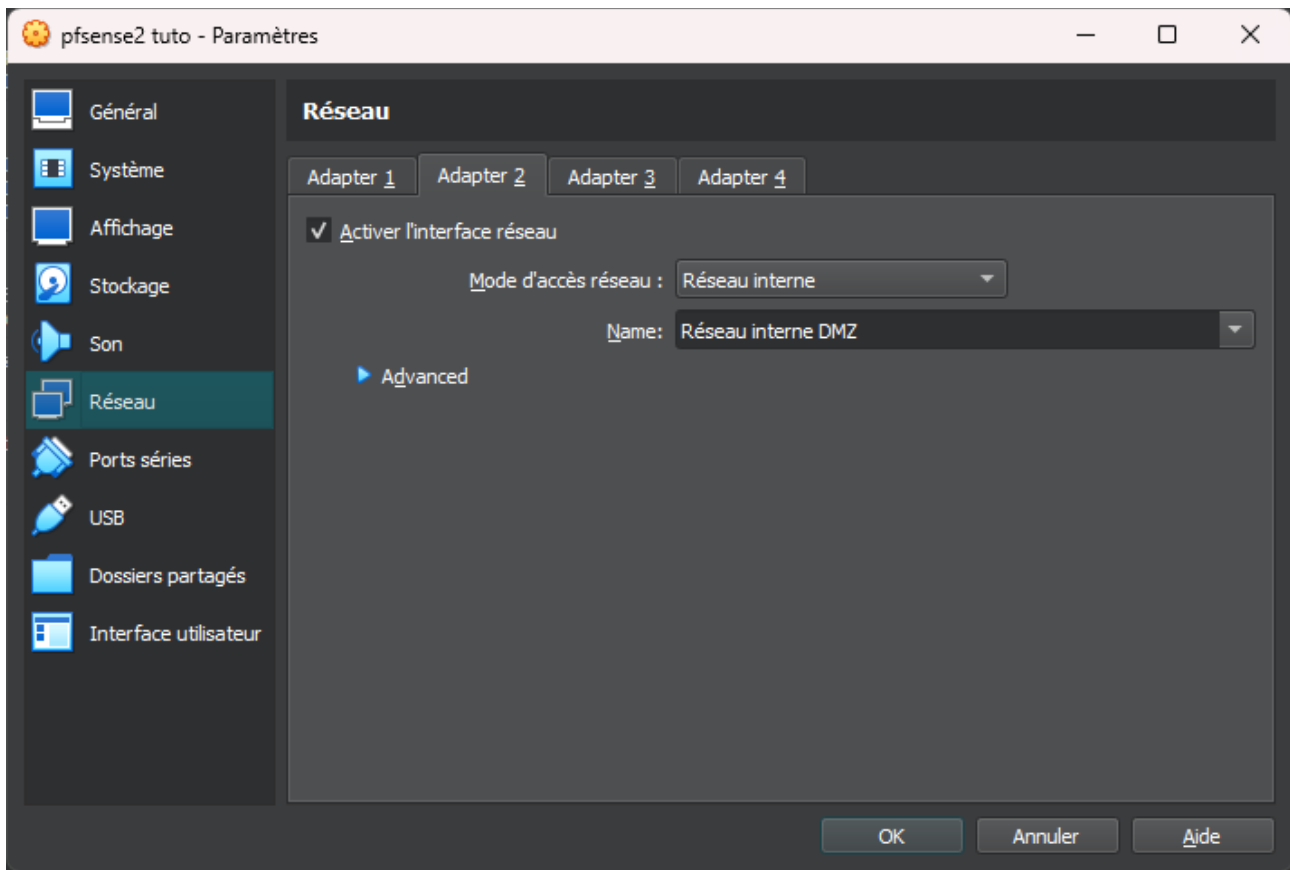 pfsense2 tuto - Paramètres
Général
Système
Affichage
Stockage
Son
Réseau
Ports séries
USB
Dossiers partagés
Interface utilisateur
Réseau
Adapter 1 Adapter 2 Adapter 3 Adapter 4
Activer l'interface réseau
Mode d'accès réseau : Réseau interne
Name: Réseau interne DMZ
Advanced
OK Annuler Aide